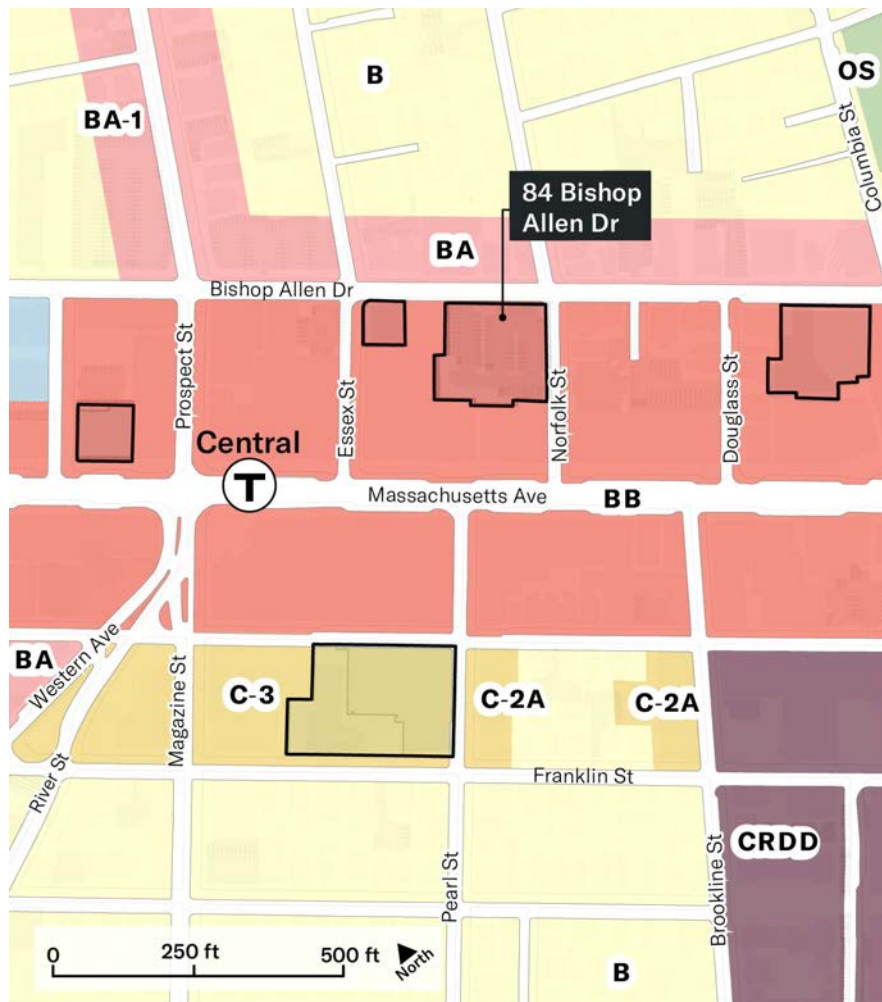 B
OS
BA-1
Columbia St
84 Bishop
Allen Dr
BA
Bishop Allen Dr
Prospect St
Essex St
Norfolk St
Douglass St
Central
T
Massachusetts Ave
BB
BA
Western Ave
C-3
C-2A
C-2A
Magazine St
River St
Franklin St
CRDD
Pearl St
Brookline St
0
250 ft
500 ft
North
B